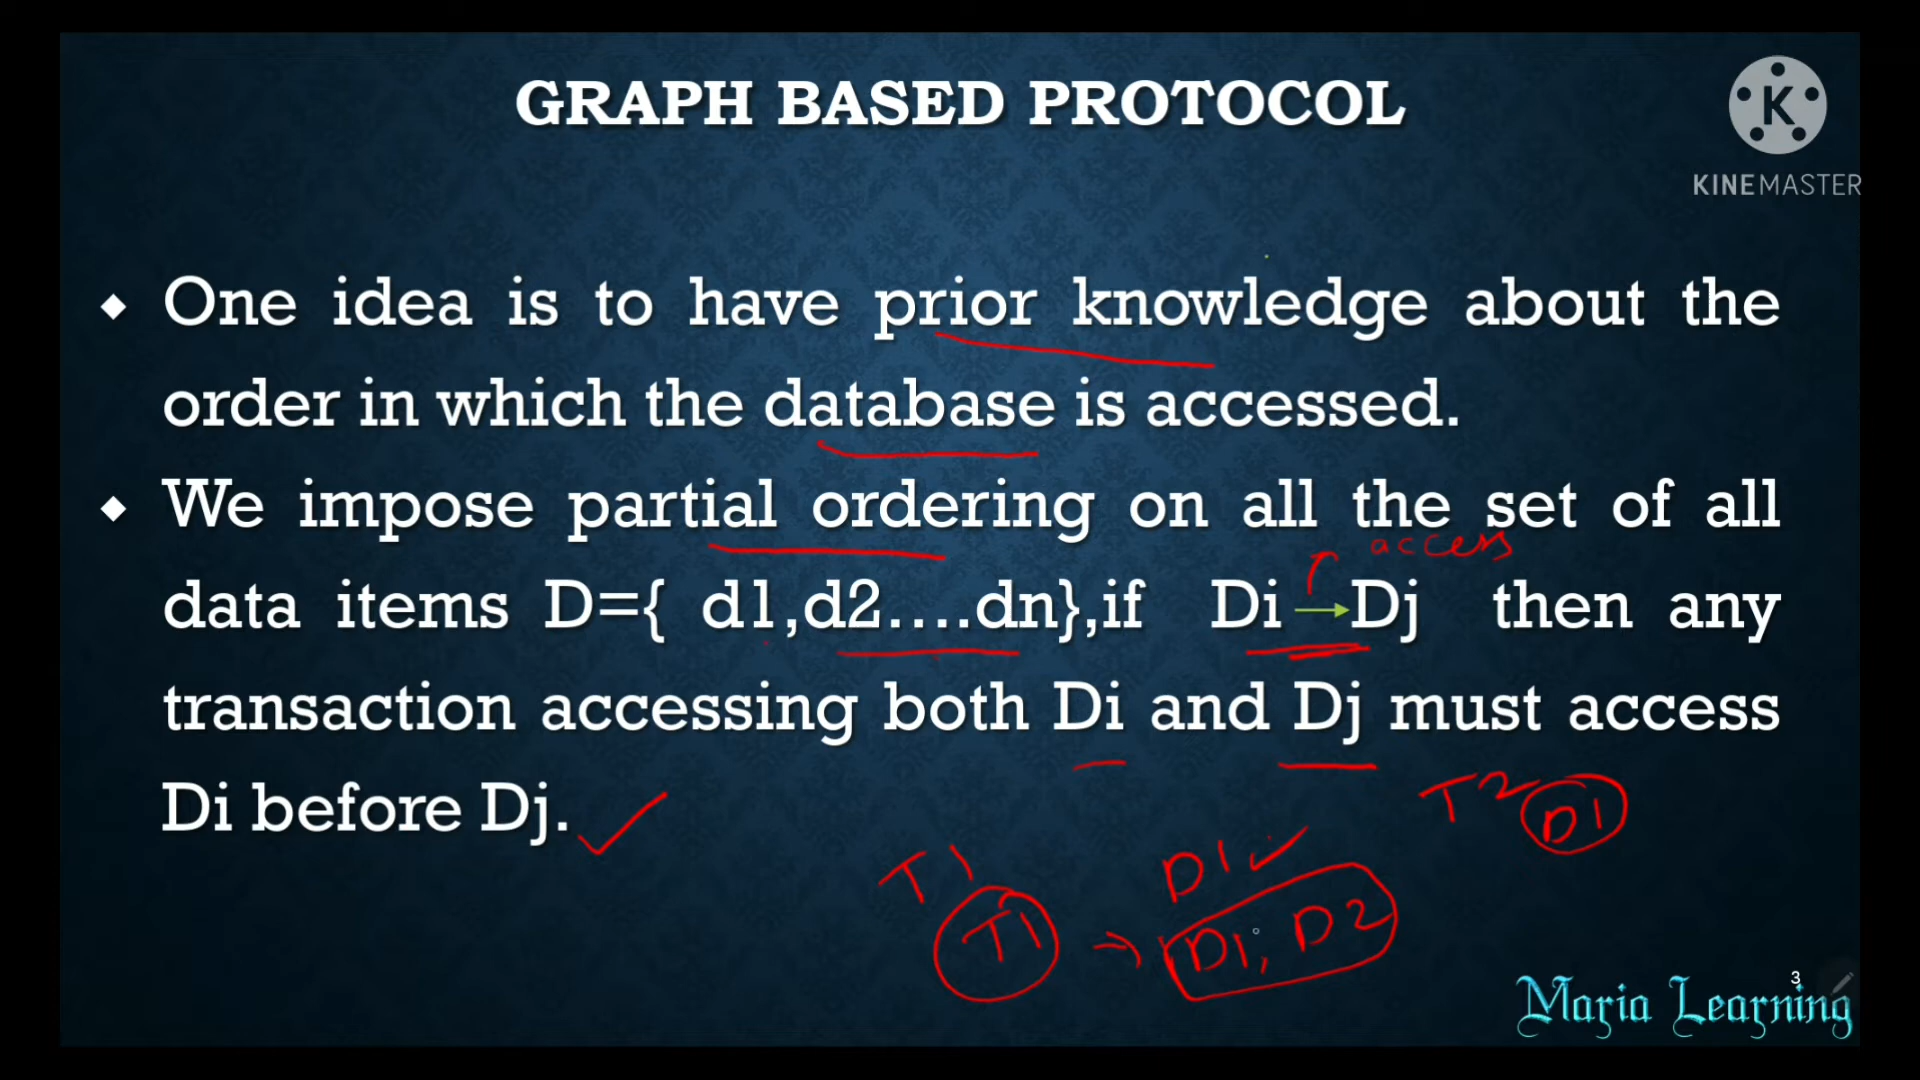 GRAPH BASED PROTOCOL
K
KINEMASTER
One idea is to have prior knowledge about the
order in which the database is accessed.
We impose partial ordering on all the set of all
access
data items D={ d1,d2....dn},if Di → Dj then any
transaction accessing both Di and Dj must access
Di before Dj.
T2 D1
T1 D1
T1 ⇒ D1, D2
3
Maria Learning